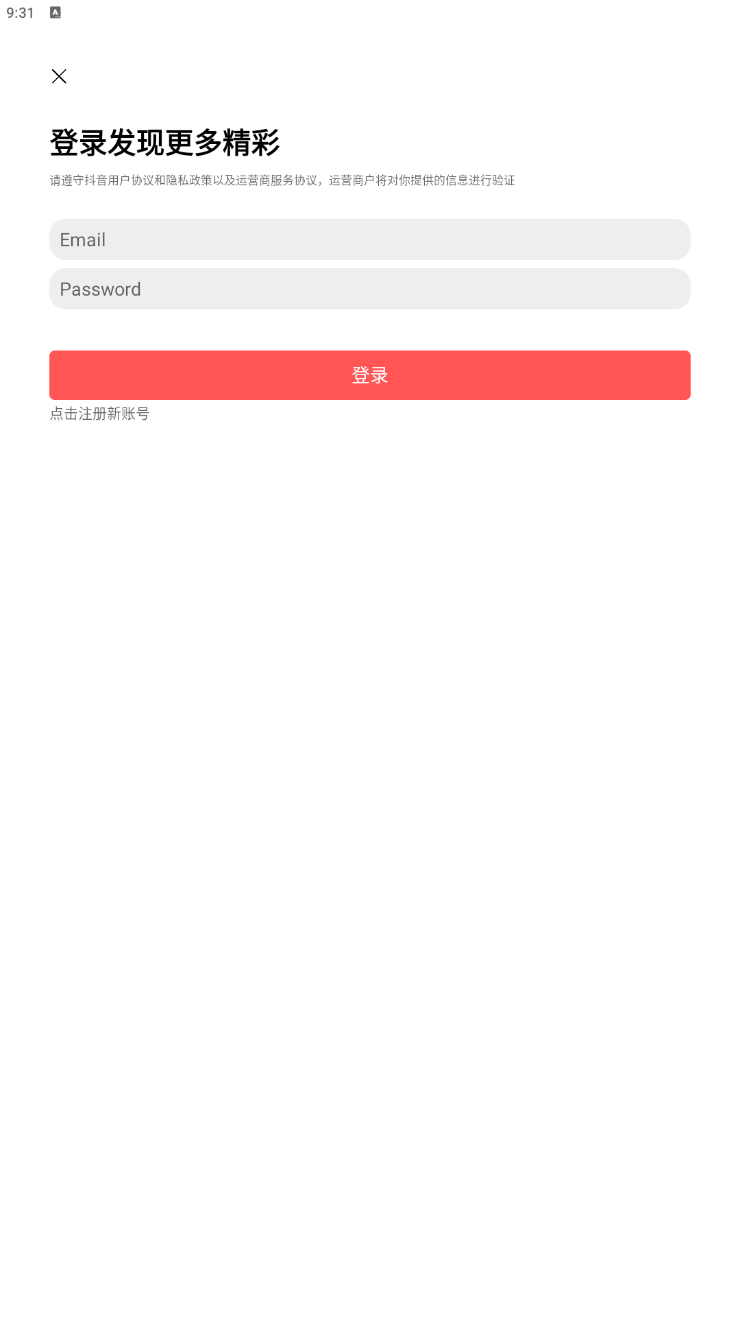 9:31 A
登录发现更多精彩
请遵守抖音用户协议和隐私政策以及运营商服务协议，运营商户将对你提供的信息进行验证
Email
Password
登录
点击注册新账号